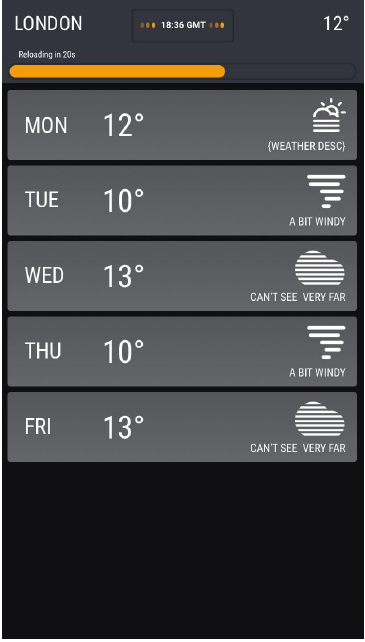 LONDON 18:36 GMT 12°
Reloading in 20s
MON 12°
{WEATHER DESC}
TUE 10°
A BIT WINDY
WED 13°
CAN'T SEE VERY FAR
THU 10°
A BIT WINDY
FRI 13°
CAN'T SEE VERY FAR